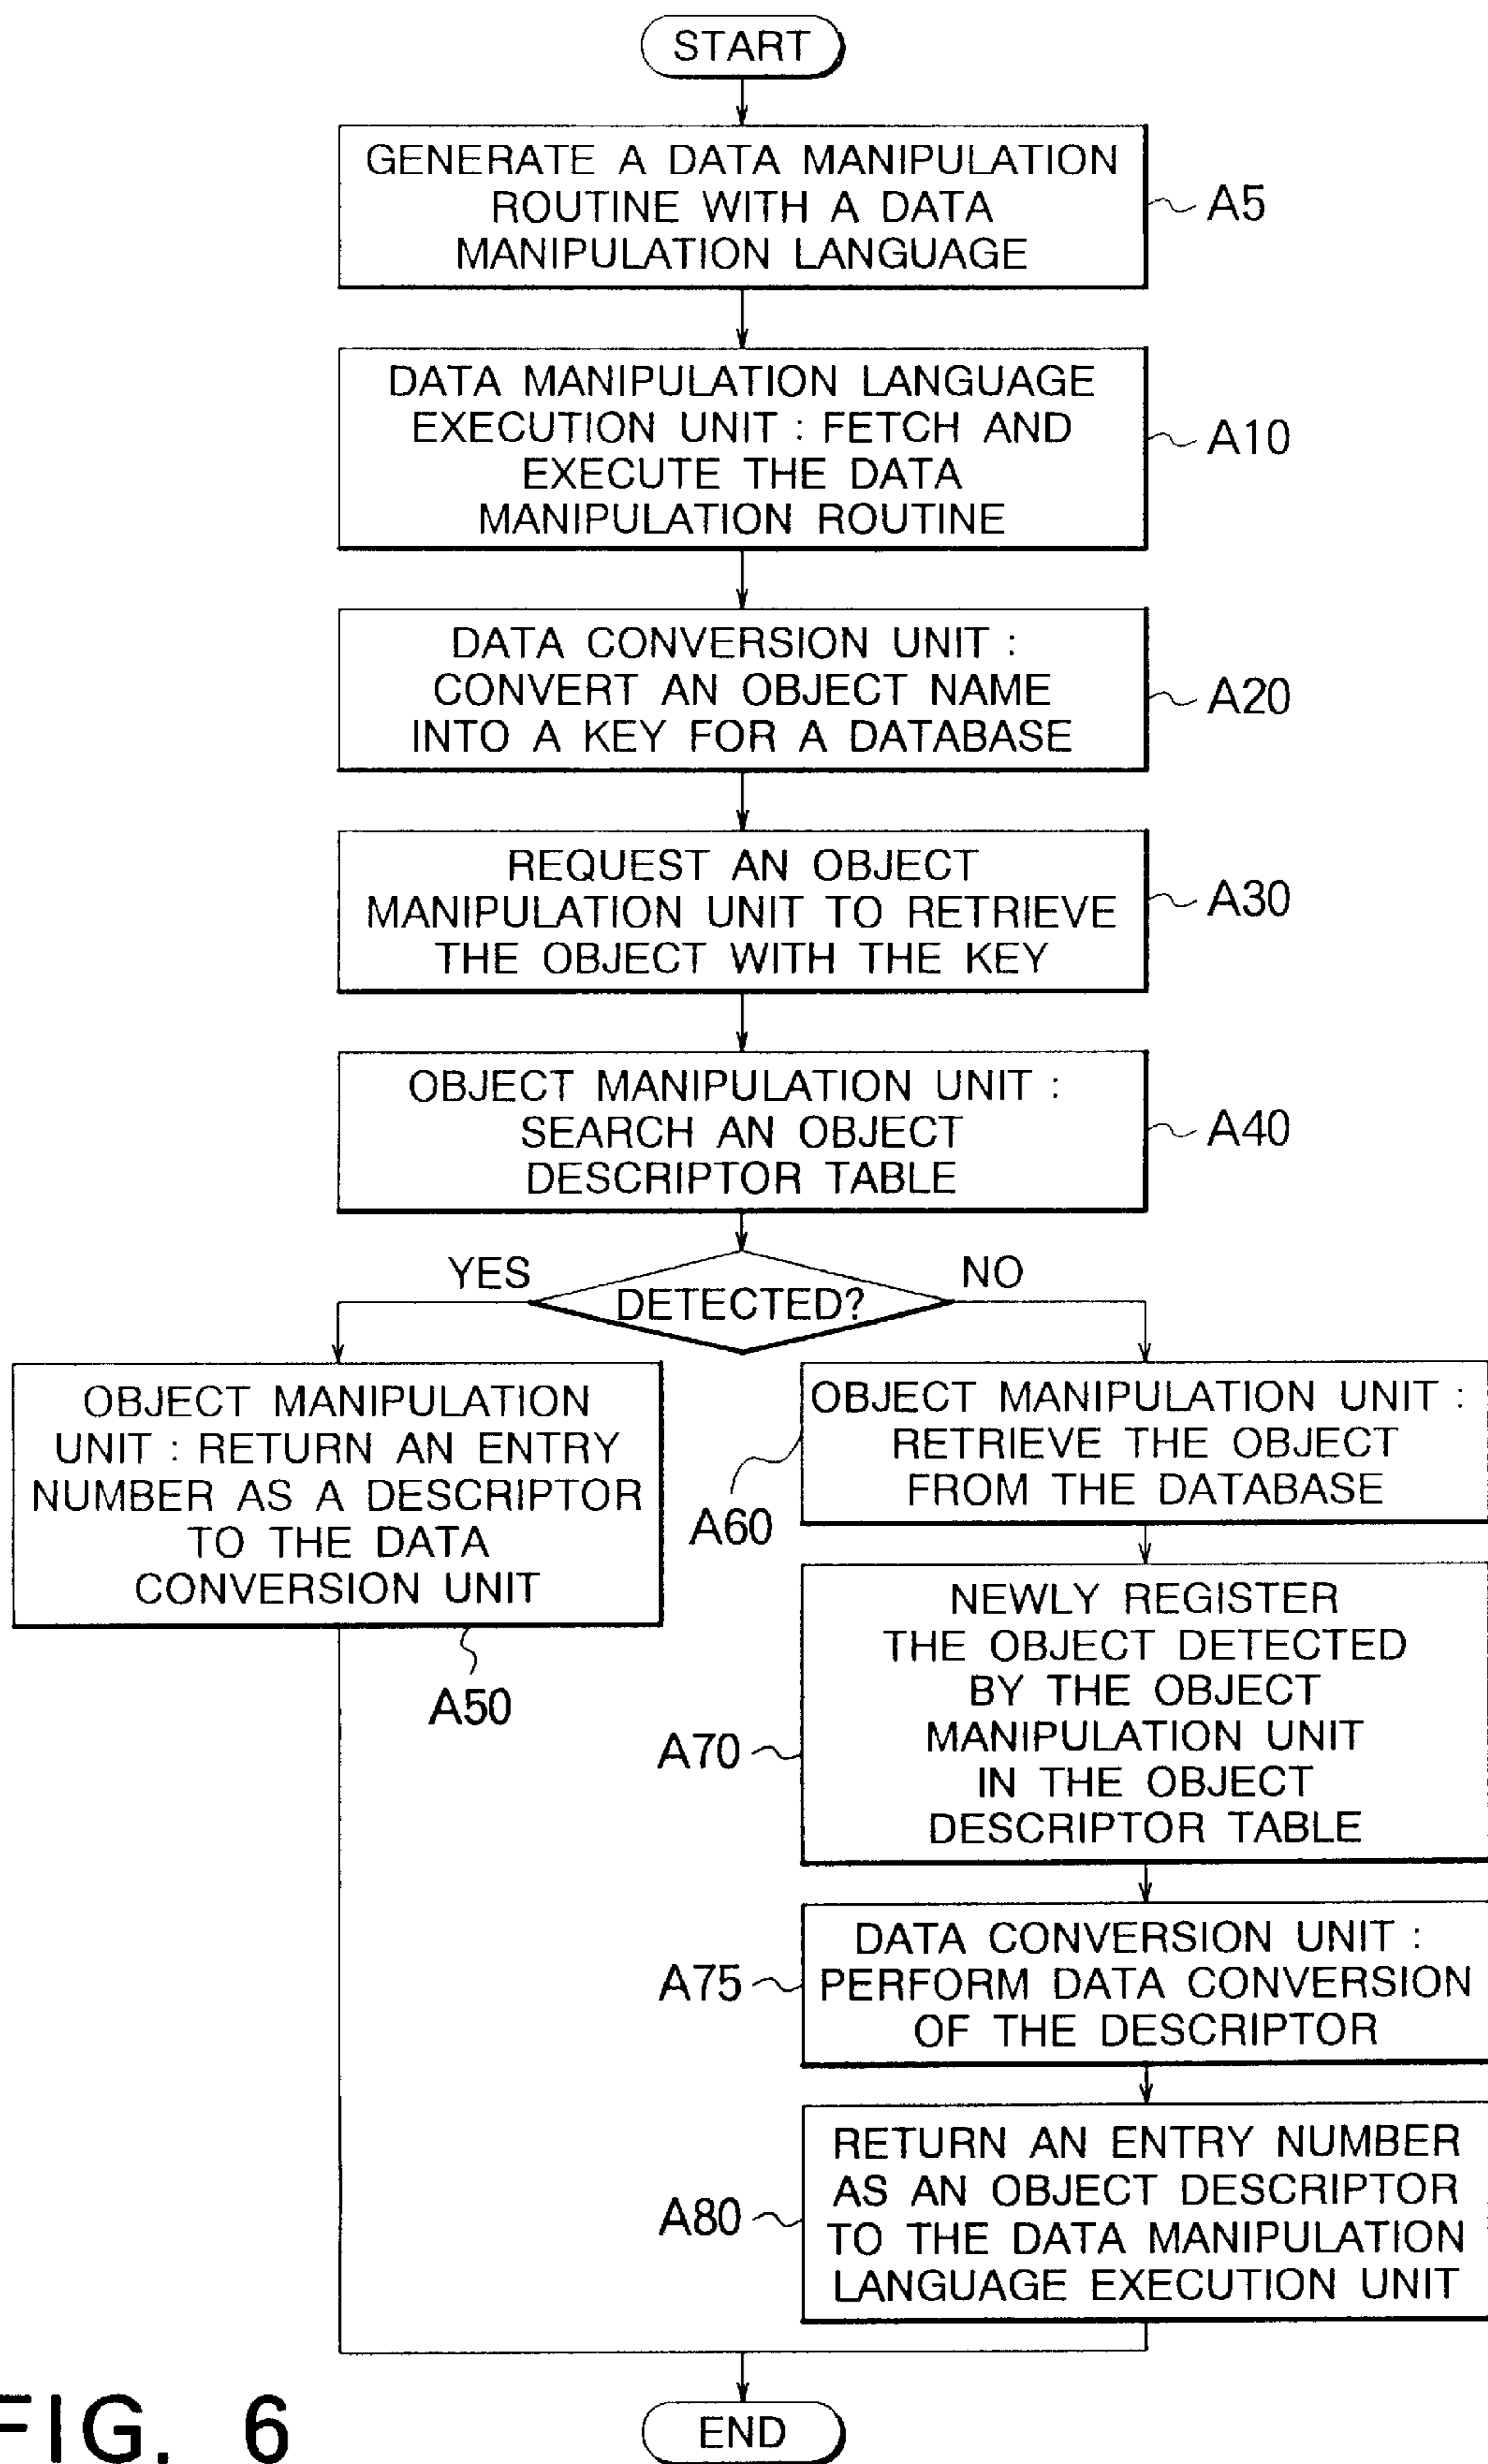 START
GENERATE A DATA MANIPULATION
ROUTINE WITH A DATA
MANIPULATION LANGUAGE
A5
DATA MANIPULATION LANGUAGE
EXECUTION UNIT : FETCH AND
EXECUTE THE DATA
MANIPULATION ROUTINE
A10
DATA CONVERSION UNIT :
CONVERT AN OBJECT NAME
INTO A KEY FOR A DATABASE
A20
REQUEST AN OBJECT
MANIPULATION UNIT TO RETRIEVE
THE OBJECT WITH THE KEY
A30
OBJECT MANIPULATION UNIT :
SEARCH AN OBJECT
DESCRIPTOR TABLE
A40
YES
DETECTED?
NO
OBJECT MANIPULATION
UNIT : RETURN AN ENTRY
NUMBER AS A DESCRIPTOR
TO THE DATA
CONVERSION UNIT
A50
OBJECT MANIPULATION UNIT :
RETRIEVE THE OBJECT
FROM THE DATABASE
A60
NEWLY REGISTER
THE OBJECT DETECTED
BY THE OBJECT
MANIPULATION UNIT
IN THE OBJECT
DESCRIPTOR TABLE
A70
DATA CONVERSION UNIT :
PERFORM DATA CONVERSION
OF THE DESCRIPTOR
A75
RETURN AN ENTRY NUMBER
AS AN OBJECT DESCRIPTOR
TO THE DATA MANIPULATION
LANGUAGE EXECUTION UNIT
A80
END
FIG. 6